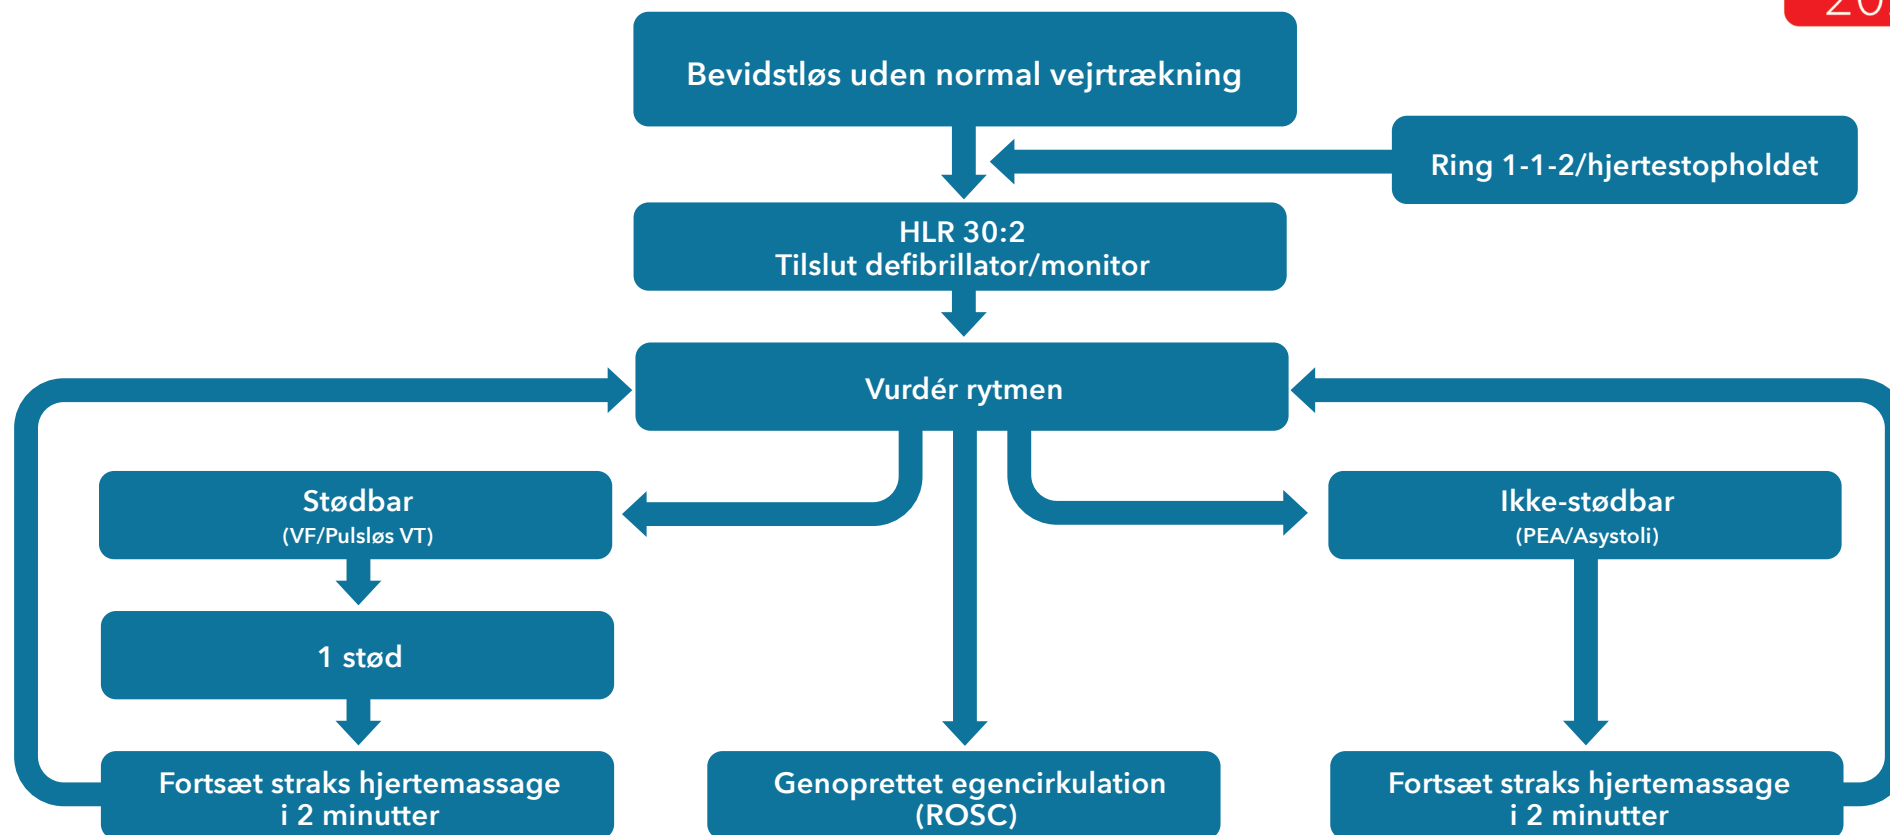 Bevidstløs uden normal vejrtrækning
Ring 1-1-2/hjertestopholdet
HLR 30:2
Tilslut defibrillator/monitor
Vurdér rytmen
Stødbar
(VF/Pulsløs VT)
Ikke-stødbar
(PEA/Asystoli)
1 stød
Fortsæt straks hjertemassage
i 2 minutter
Genoprettet egencirkulation
(ROSC)
Fortsæt straks hjertemassage
i 2 minutter